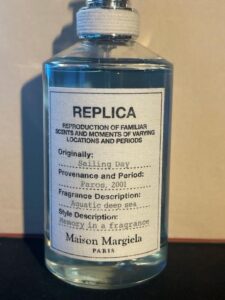 REPLICA
REPRODUCTION OF FAMILIAR
SCENTS AND MOMENTS OF VARYING
LOCATIONS AND PERIODS
Originally:
Sailing Day
Provenance and Period:
Paros, 2001
Fragrance Description:
Aquatic deep sea
Style Description:
Memory in a fragrance
Maison Margiela
PARIS